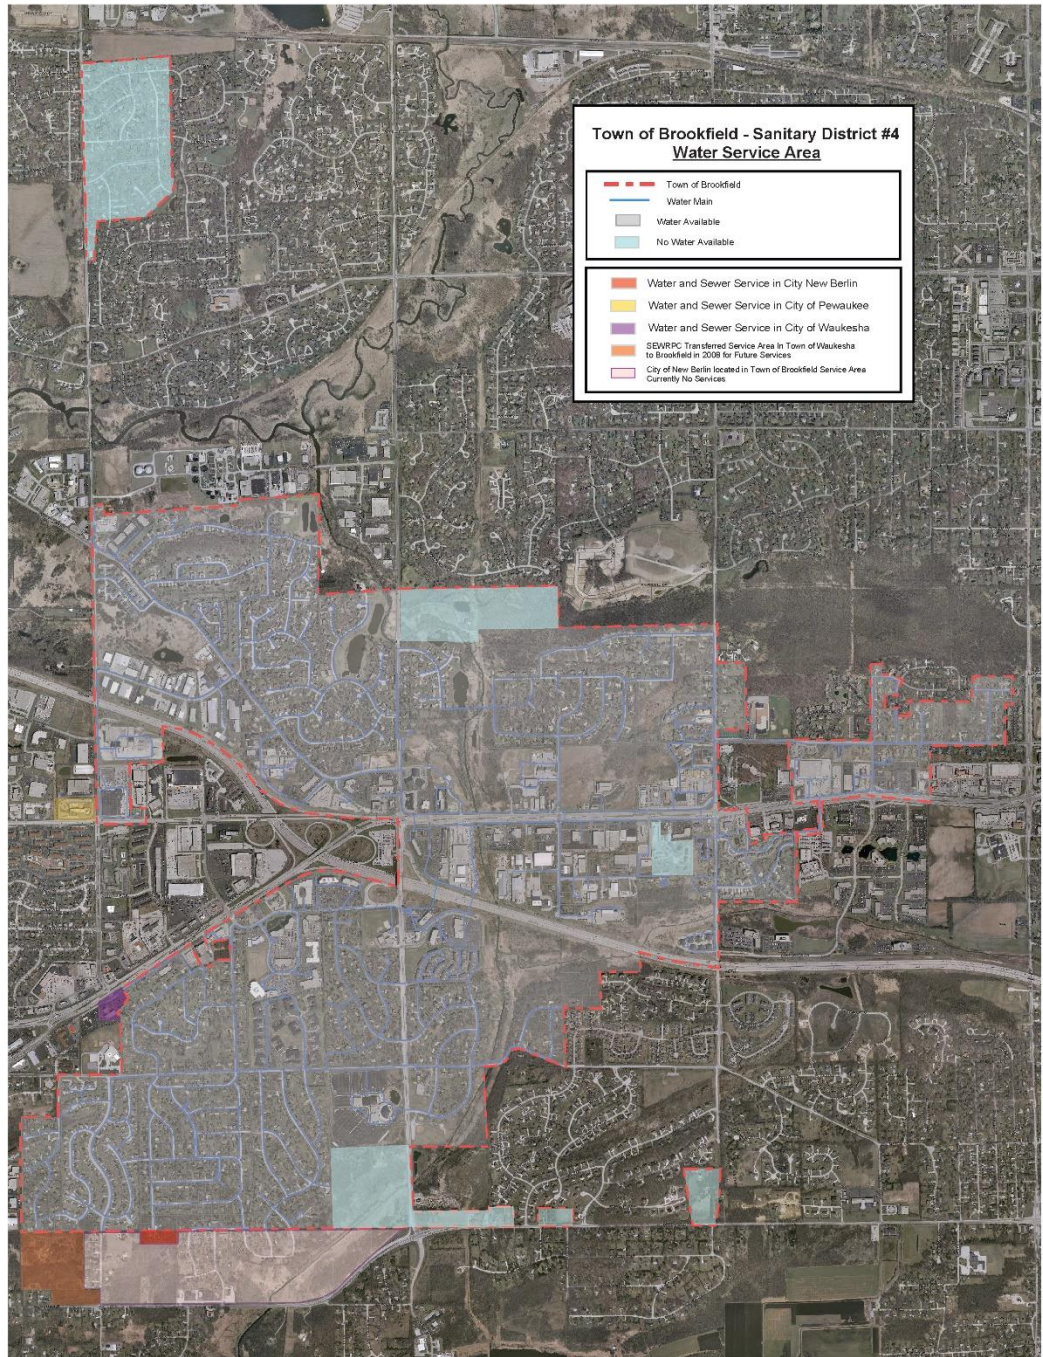 Town of Brookfield - Sanitary District #4
Water Service Area
Town of Brookfield
Water Main
Water Available
No Water Available
Water and Sewer Service in City New Berlin
Water and Sewer Service in City of Pewaukee
Water and Sewer Service in City of Waukesha
SEWRPC Transferred Service Area In Town of Waukesha
to Brookfield in 2008 for Future Services
City of New Berlin located in Town of Brookfield Service Area
Currently No Services